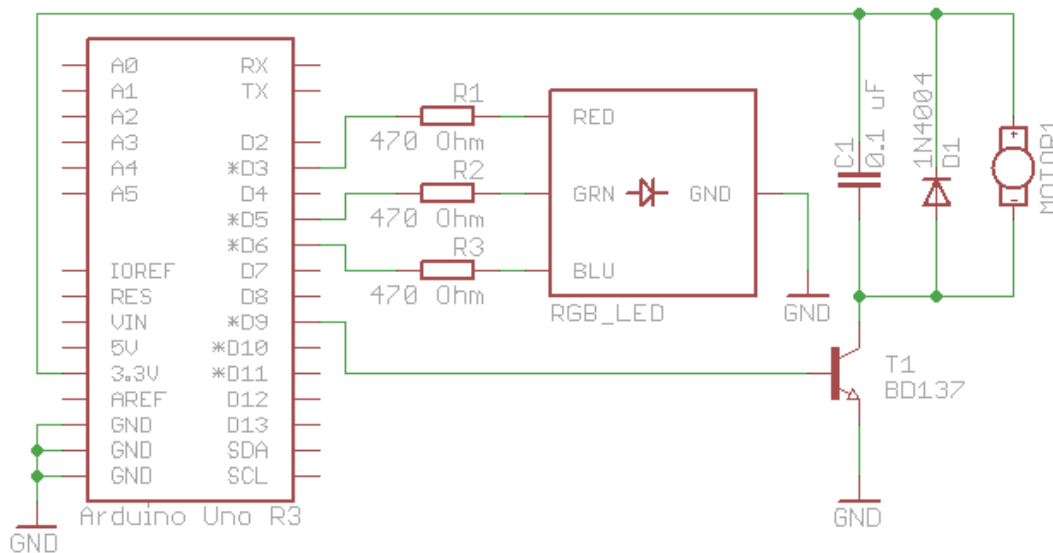 A0
A1
A2
A3
A4
A5
IOREF
RES
VIN
5V
3.3V
AREF
GND
GND
GND
RX
TX
D2
*D3
D4
*D5
*D6
D7
D8
*D9
*D10
*D11
D12
D13
SDA
SCL
Arduino Uno R3
GND
R1
470 Ohm
R2
470 Ohm
R3
470 Ohm
RED
GRN
BLU
GND
RGB_LED
GND
C1
0.1 uF
1N4004
D1
+
-
MOTOR1
T1
BD137
GND